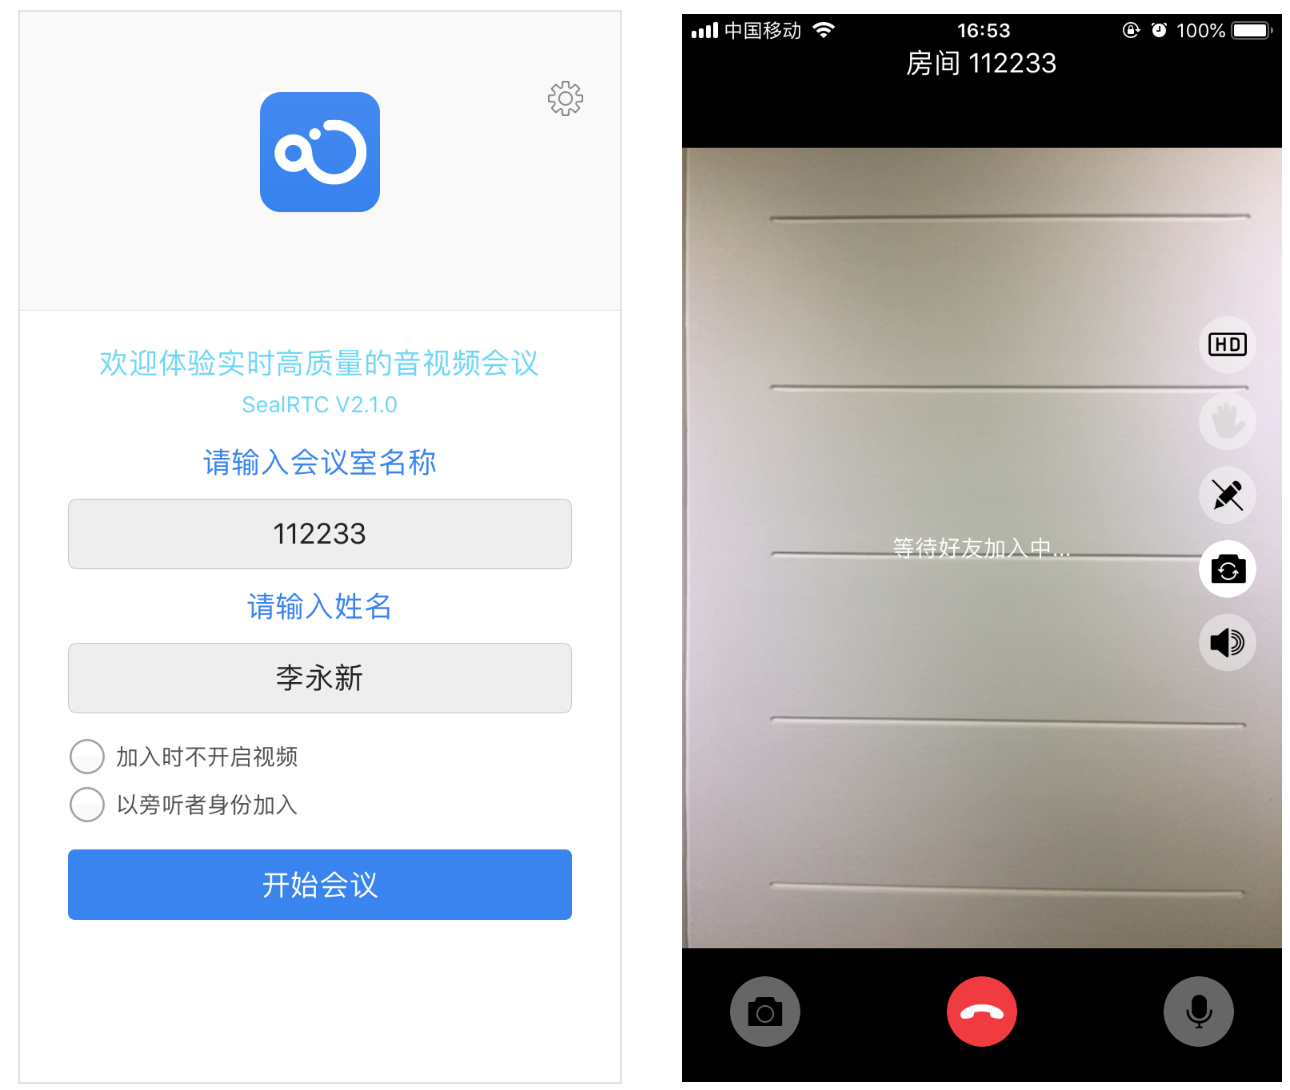 欢迎体验实时高质量的音视频会议
SealRTC V2.1.0
请输入会议室名称
112233
请输入姓名
李永新
加入时不开启视频
以旁听者身份加入
开始会议
中国移动 16:53 100%
房间 112233
HD
等待好友加入中...